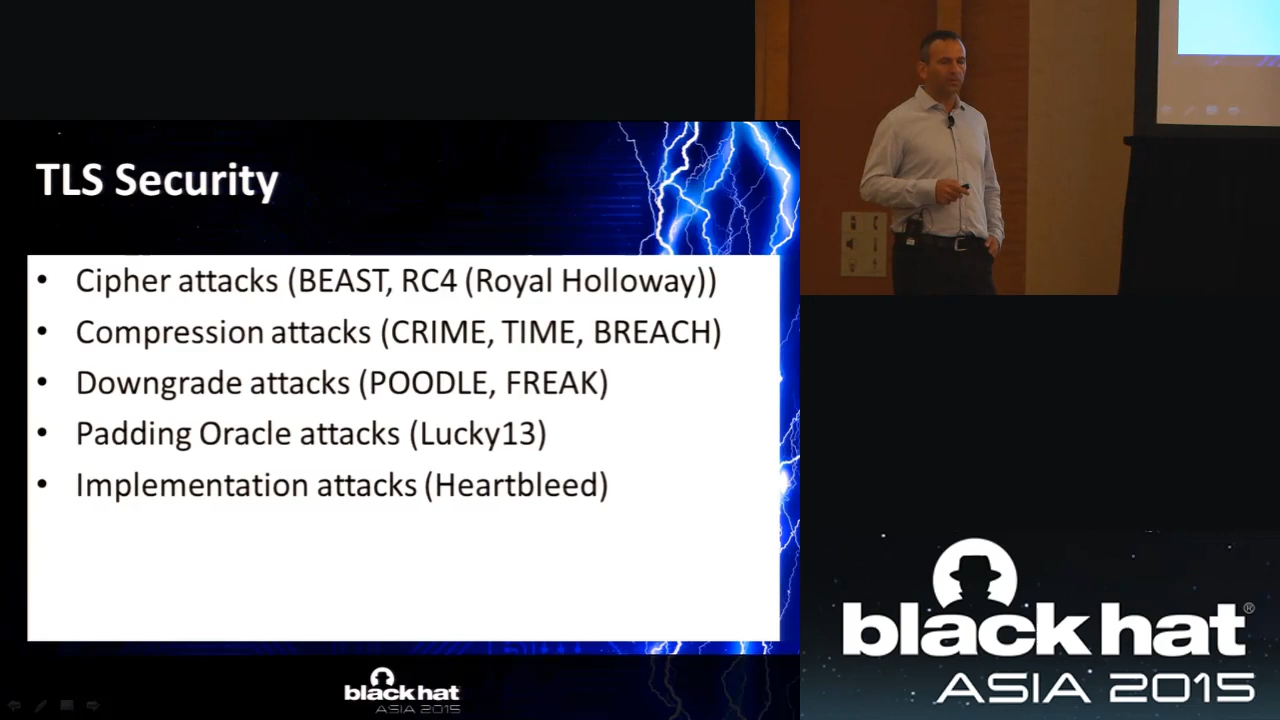 TLS Security
• Cipher attacks (BEAST, RC4 (Royal Holloway))
• Compression attacks (CRIME, TIME, BREACH)
• Downgrade attacks (POODLE, FREAK)
• Padding Oracle attacks (Lucky13)
• Implementation attacks (Heartbleed)
black hat
ASIA 2015
black hat®
ASIA 2015